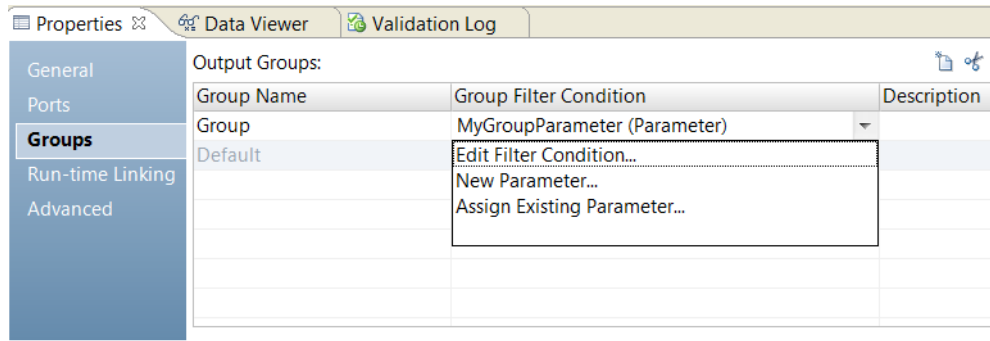 Properties Data Viewer Validation Log
General
Ports
Groups
Run-time Linking
Advanced
Output Groups:
Group Name Group Filter Condition Description
Group MyGroupParameter (Parameter)
Default
Edit Filter Condition...
New Parameter...
Assign Existing Parameter...